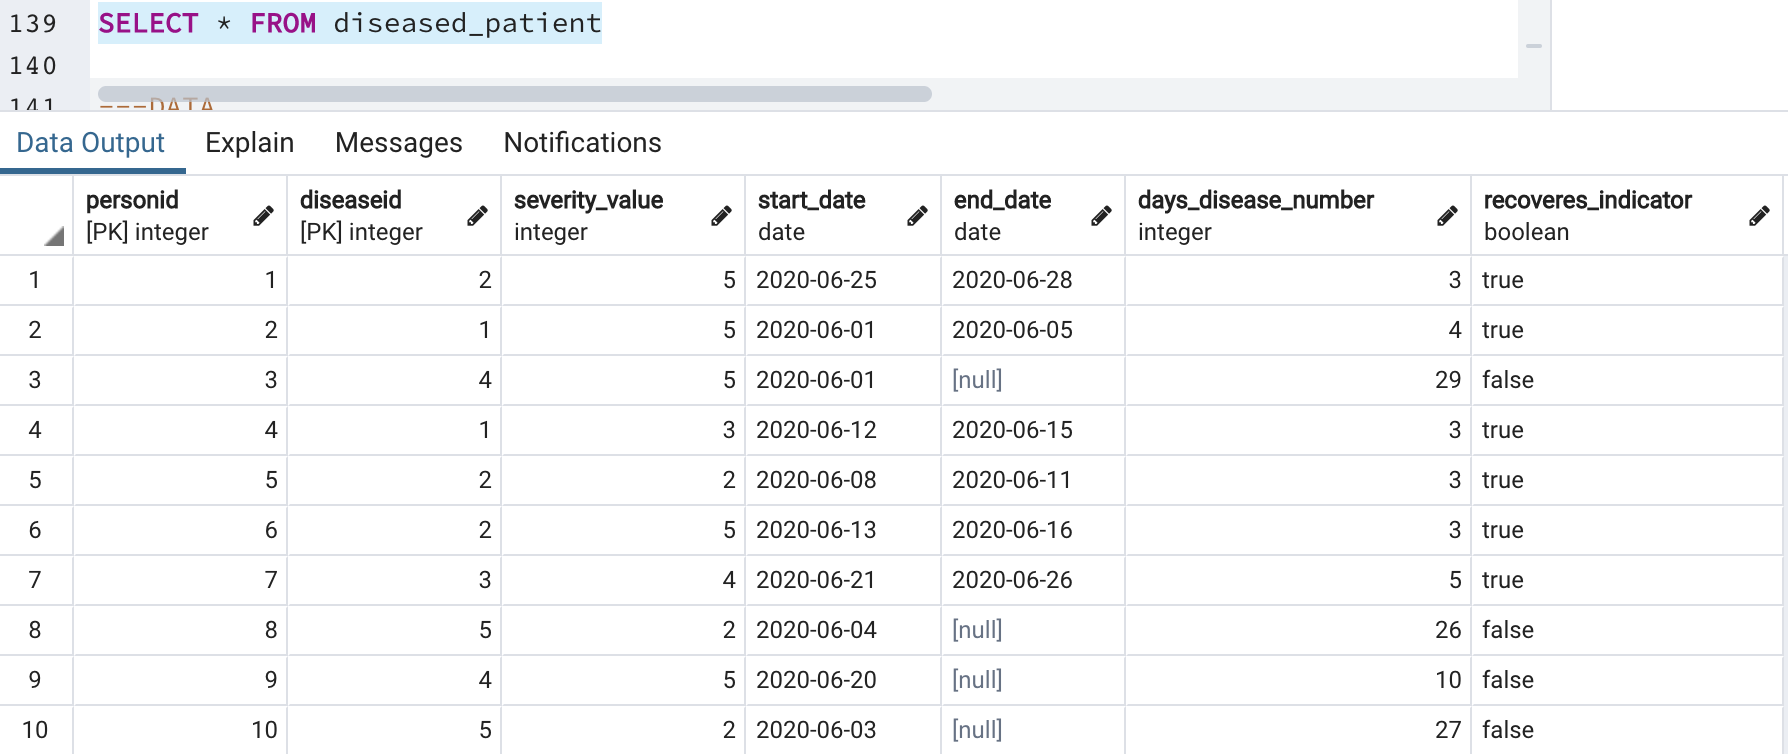 139 SELECT * FROM diseased_patient
140
141 ---DATA
Data Output Explain Messages Notifications
personid diseaseid severity_value start_date end_date days_disease_number recoveres_indicator
[PK] integer [PK] integer integer date date integer boolean
1 1 2 5 2020-06-25 2020-06-28 3 true
2 2 1 5 2020-06-01 2020-06-05 4 true
3 3 4 5 2020-06-01 [null] 29 false
4 4 1 3 2020-06-12 2020-06-15 3 true
5 5 2 2 2020-06-08 2020-06-11 3 true
6 6 2 5 2020-06-13 2020-06-16 3 true
7 7 3 4 2020-06-21 2020-06-26 5 true
8 8 5 2 2020-06-04 [null] 26 false
9 9 4 5 2020-06-20 [null] 10 false
10 10 5 2 2020-06-03 [null] 27 false